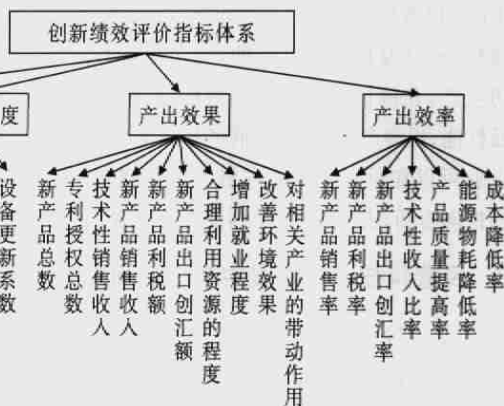 创新绩效评价指标体系
度
产出效果
产出效率
设备更新系数
新产品总数
专利授权总数
技术性销售收入
新产品销售收入
新产品利税额
新产品出口创汇额
合理利用资源的程度
增加就业程度
改善环境效果
对相关产业的带动作用
新产品销售率
新产品利税率
新产品出口创汇率
技术性收入比率
产品质量提高率
能源物耗降低率
成本降低率